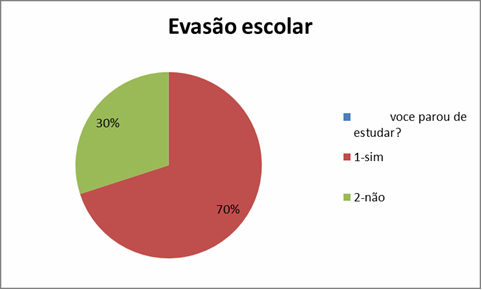 Evasão escolar
30%
70%
voce parou de
estudar?
1-sim
2-não